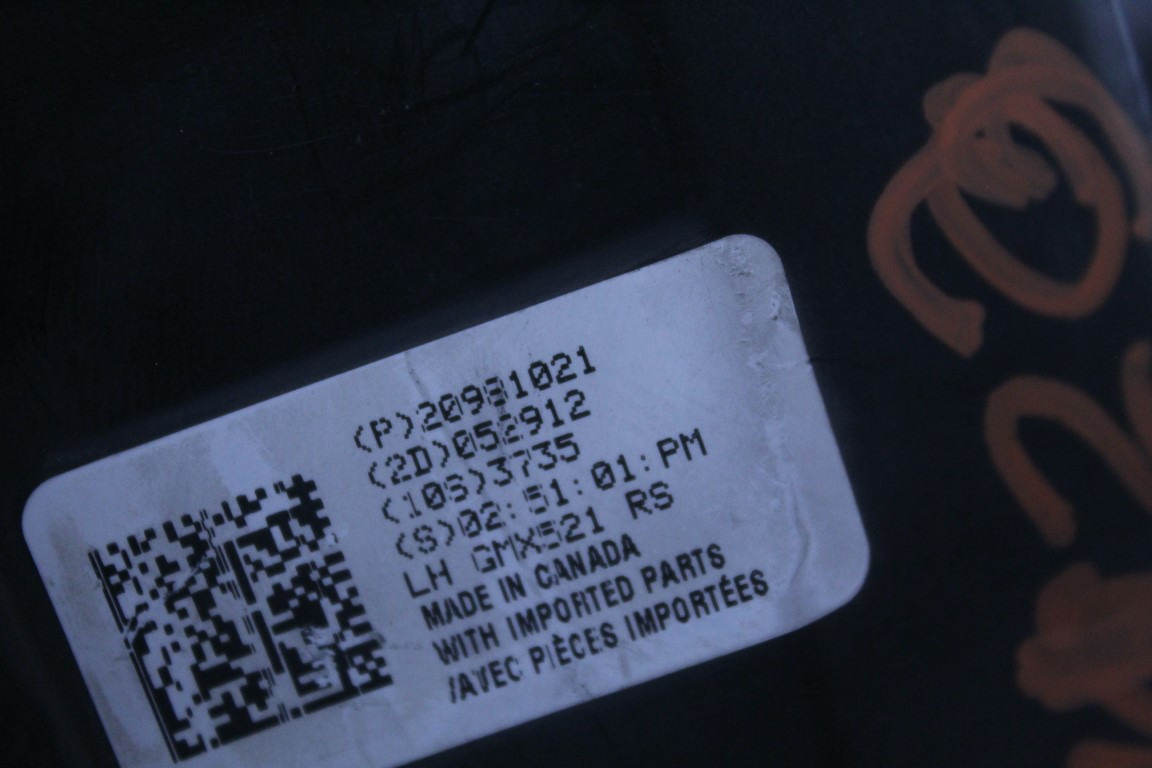 (P)20981021
(2D)052912
(10S)3735
(S)02:51:01:PM
LH GMX521 RS
MADE IN CANADA
WITH IMPORTED PARTS
/AVEC PIÈCES IMPORTÉES